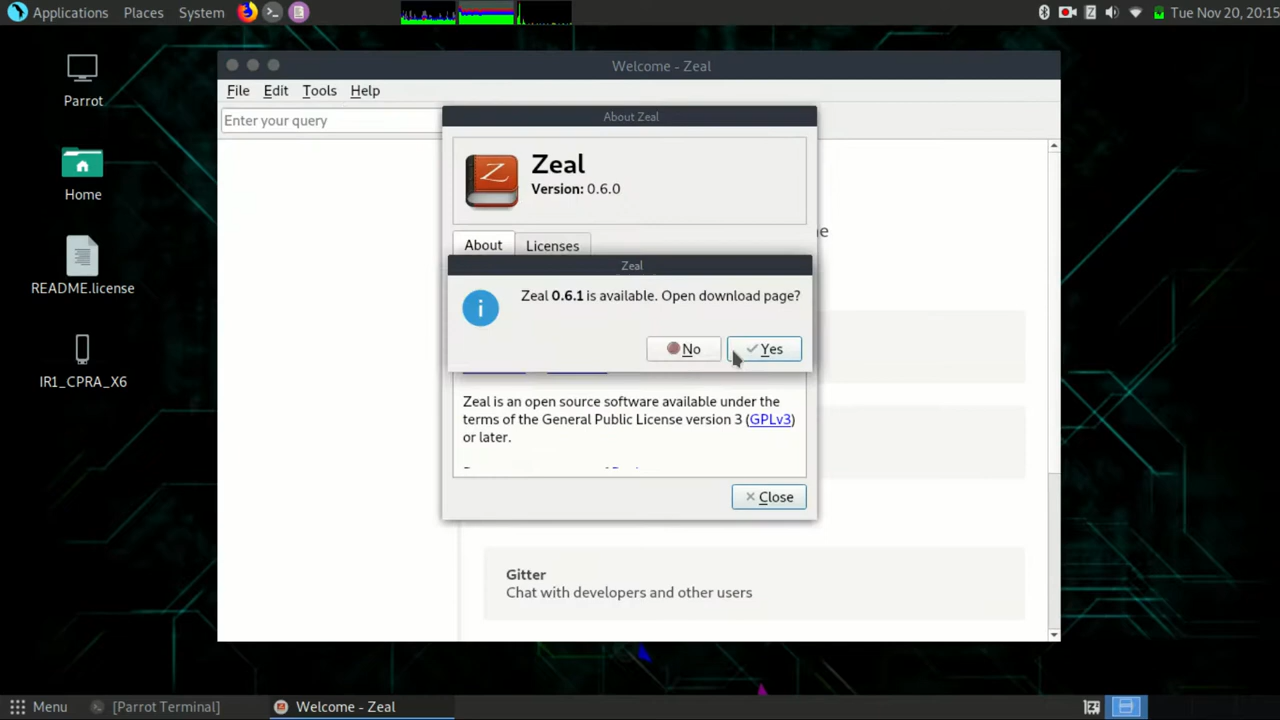 Applications Places System
Tue Nov 20, 20:15
Parrot
Home
README.license
IR1_CPRA_X6
Welcome - Zeal
File Edit Tools Help
Enter your query
About Zeal
Zeal
Version: 0.6.0
About Licenses
Zeal
Zeal 0.6.1 is available. Open download page?
No Yes
Zeal is an open source software available under the
terms of the General Public License version 3 (GPLv3)
or later.
Close
Gitter
Chat with developers and other users
Menu [Parrot Terminal] Welcome - Zeal